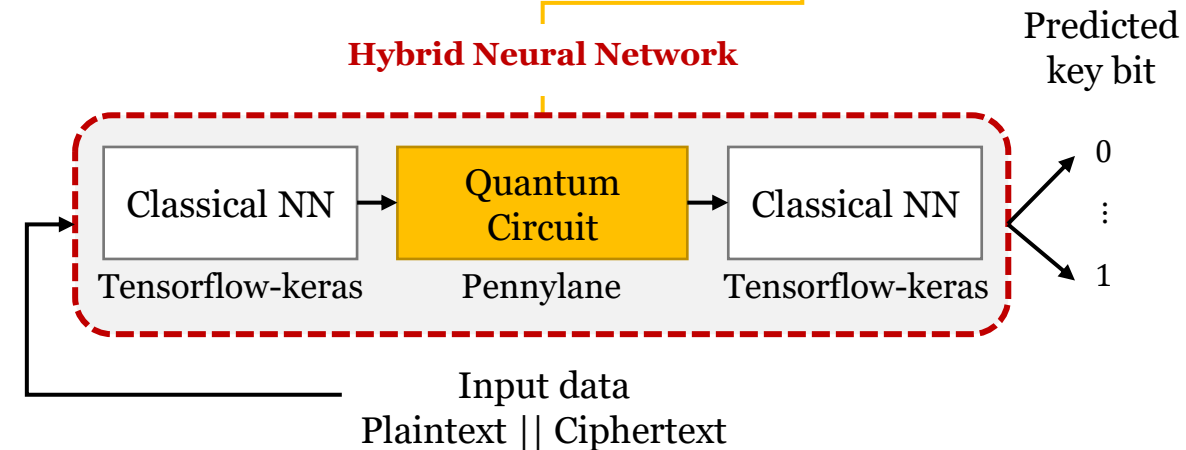 Predicted
key bit
Hybrid Neural Network
Classical NN
Quantum
Circuit
Classical NN
Tensorflow-keras
Pennylane
Tensorflow-keras
0
⋮
1
Input data
Plaintext || Ciphertext